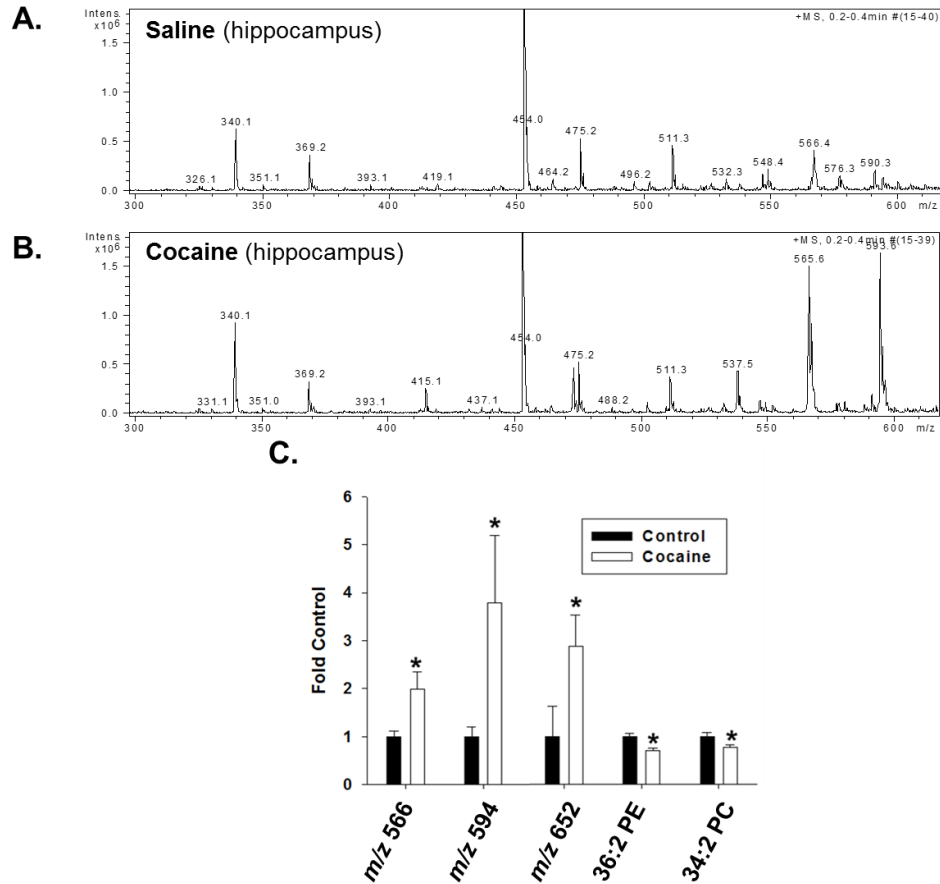 A.
Intens.
x10⁶
Saline (hippocampus)
+MS, 0.2-0.4min #(15-40)
1.5
1.0
0.5
0.0
326.1 340.1 351.1 369.2 393.1 419.1 454.0 464.2 475.2 496.2 511.3 532.3 548.4 566.4 576.3 590.3
300 350 400 450 500 550 600 m/z
B.
Intens.
x10⁶
Cocaine (hippocampus)
+MS, 0.2-0.4min #(15-39)
1.5
1.0
0.5
0.0
331.1 340.1 351.0 369.2 393.1 415.1 437.1 454.0 475.2 488.2 511.3 537.5 565.6 593.6
300 350 400 450 500 550 600 m/z
C.
Fold Control
6
5
4
3
2
1
0
Control
Cocaine
* * * * *
m/z 566
m/z 594
m/z 652
36:2 PE
34:2 PC